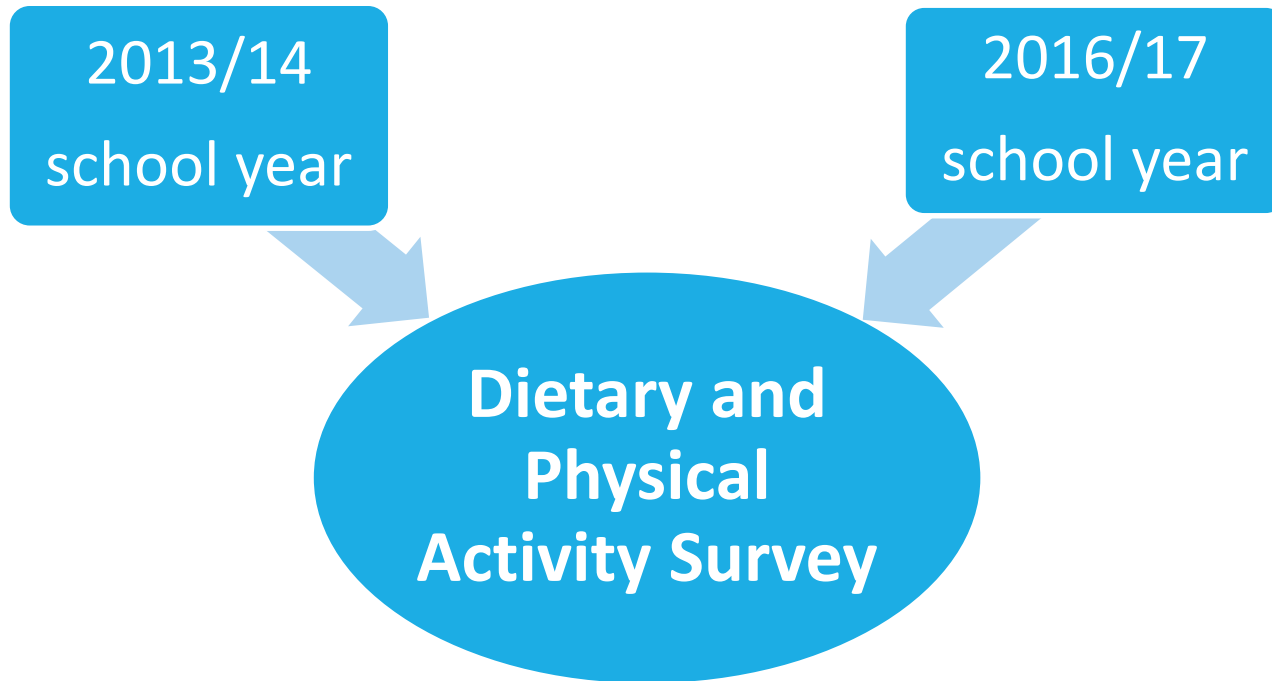 2013/14
school year
2016/17
school year
Dietary and
Physical
Activity Survey